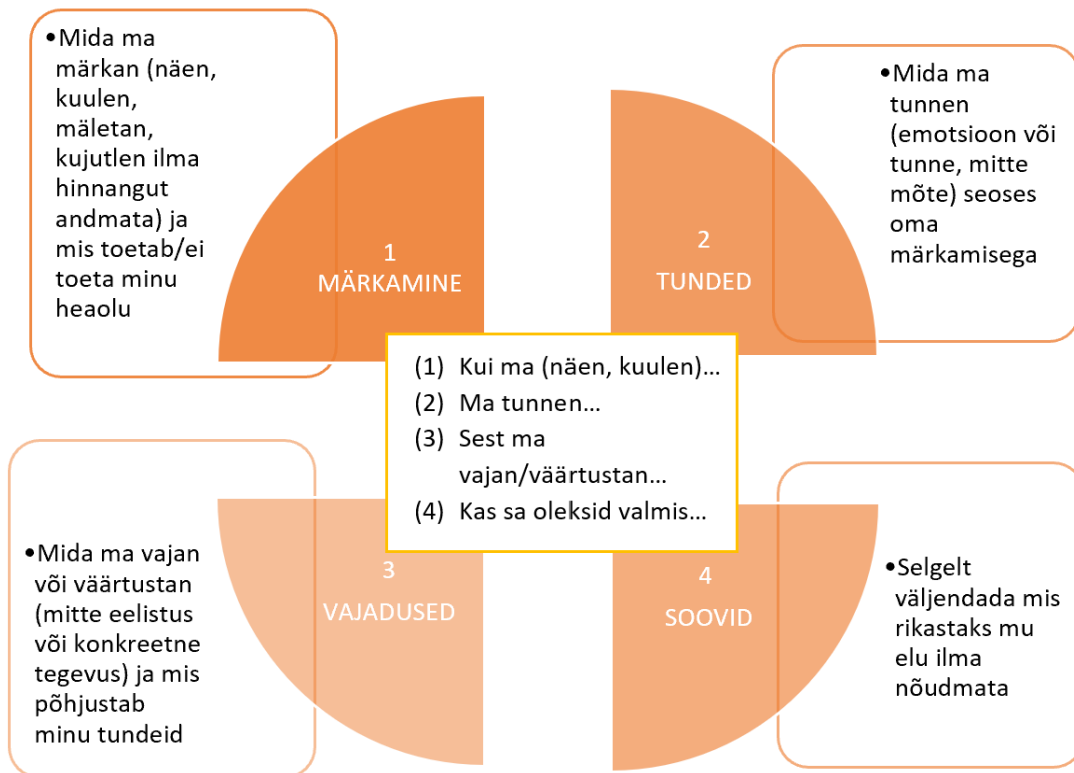 •Mida ma
märkan (näen,
kuulen,
mäletan,
kujutlen ilma
hinnangut
andmata) ja
mis toetab/ei
toeta minu
heaolu
1
MÄRKAMINE
2
TUNDED
•Mida ma
tunnen
(emotsioon või
tunne, mitte
mõte) seoses
oma
märkamisega
(1) Kui ma (näen, kuulen)...
(2) Ma tunnen...
(3) Sest ma
vajan/väärtustan...
(4) Kas sa oleksid valmis...
•Mida ma vajan
või väärtustan
(mitte eelistus
või konkreetne
tegevus) ja mis
põhjustab
minu tundeid
3
VAJADUSED
4
SOOVID
•Selgelt
väljendada mis
rikastaks mu
elu ilma
nõudmata